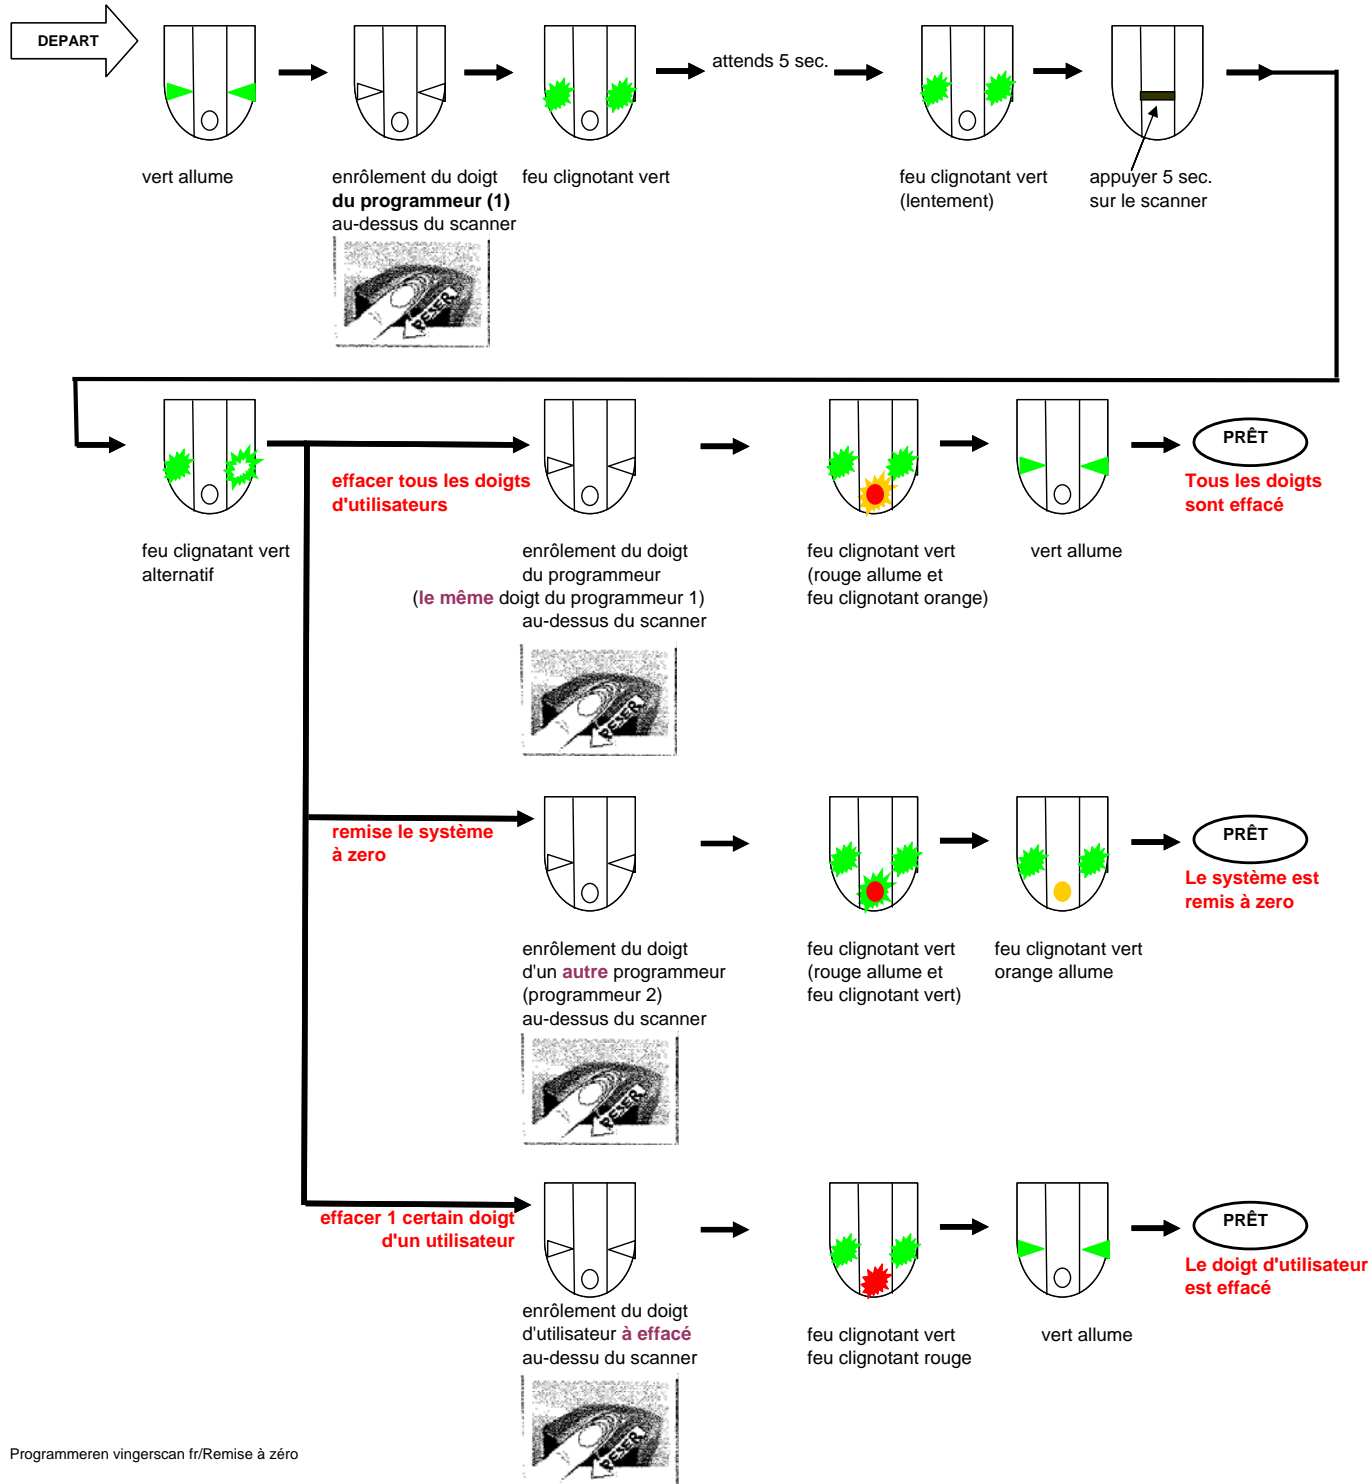 DEPART
attends 5 sec.
vert allume
enrôlement du doigt
du programmeur (1)
au-dessus du scanner
feu clignotant vert
feu clignotant vert
(lentement)
appuyer 5 sec.
sur le scanner
PESER
feu clignatant vert
alternatif
effacer tous les doigts
d'utilisateurs
enrôlement du doigt
du programmeur
(le même doigt du programmeur 1)
au-dessus du scanner
PESER
feu clignotant vert
(rouge allume et
feu clignotant orange)
vert allume
PRÊT
Tous les doigts
sont effacé
remise le système
à zero
enrôlement du doigt
d'un autre programmeur
(programmeur 2)
au-dessus du scanner
PESER
feu clignotant vert
(rouge allume et
feu clignotant vert)
feu clignotant vert
orange allume
PRÊT
Le système est
remis à zero
effacer 1 certain doigt
d'un utilisateur
enrôlement du doigt
d'utilisateur à effacé
au-dessu du scanner
PESER
feu clignotant vert
feu clignotant rouge
vert allume
PRÊT
Le doigt d'utilisateur
est effacé
Programmeren vingerscan fr/Remise à zéro